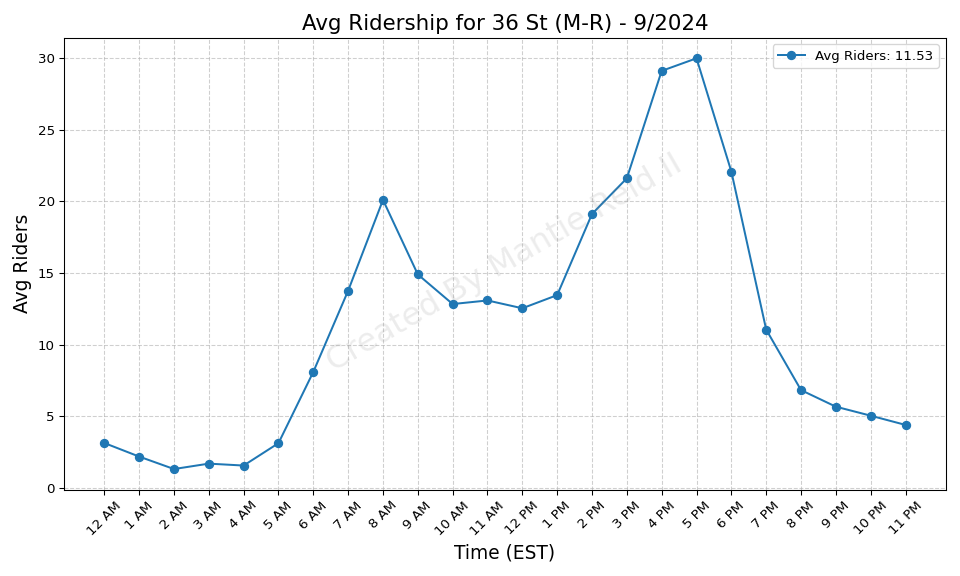 Avg Ridership for 36 St (M-R) - 9/2024
Avg Riders: 11.53
Avg Riders
30
25
20
15
10
5
0
Created By Mantie Reid II
12 AM
1 AM
2 AM
3 AM
4 AM
5 AM
6 AM
7 AM
8 AM
9 AM
10 AM
11 AM
12 PM
1 PM
2 PM
3 PM
4 PM
5 PM
6 PM
7 PM
8 PM
9 PM
10 PM
11 PM
Time (EST)